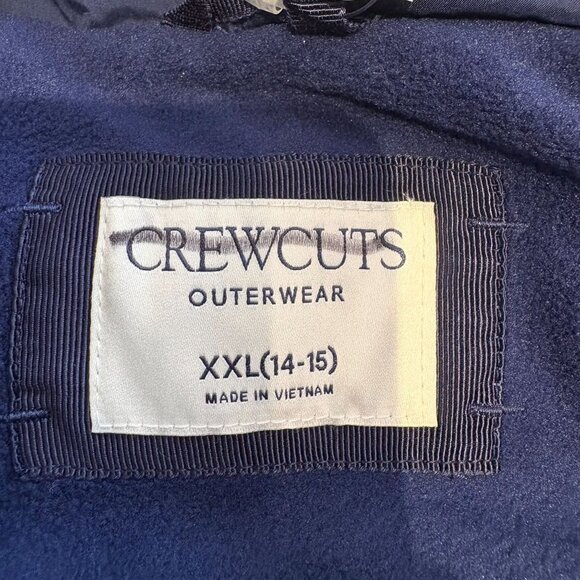 CREWCUTS
OUTERWEAR
XXL(14-15)
MADE IN VIETNAM